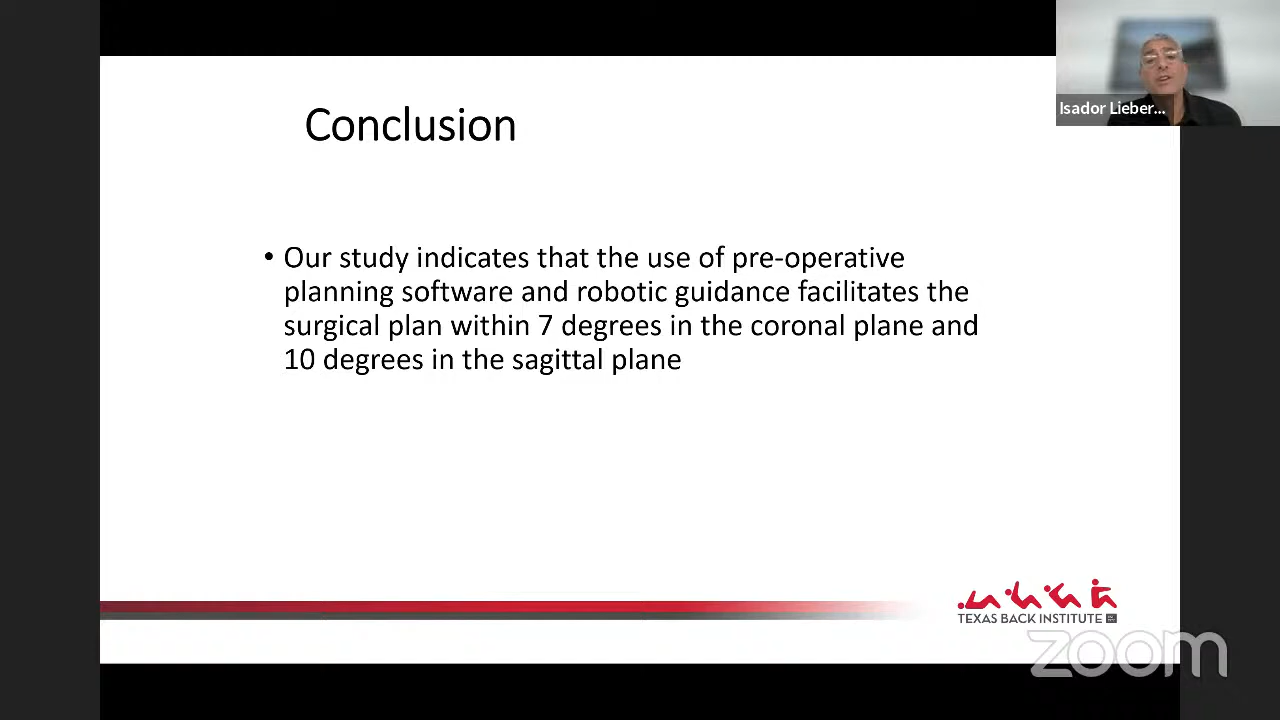 Isador Lieber...
Conclusion
• Our study indicates that the use of pre-operative
planning software and robotic guidance facilitates the
surgical plan within 7 degrees in the coronal plane and
10 degrees in the sagittal plane
TEXAS BACK INSTITUTE
zoom